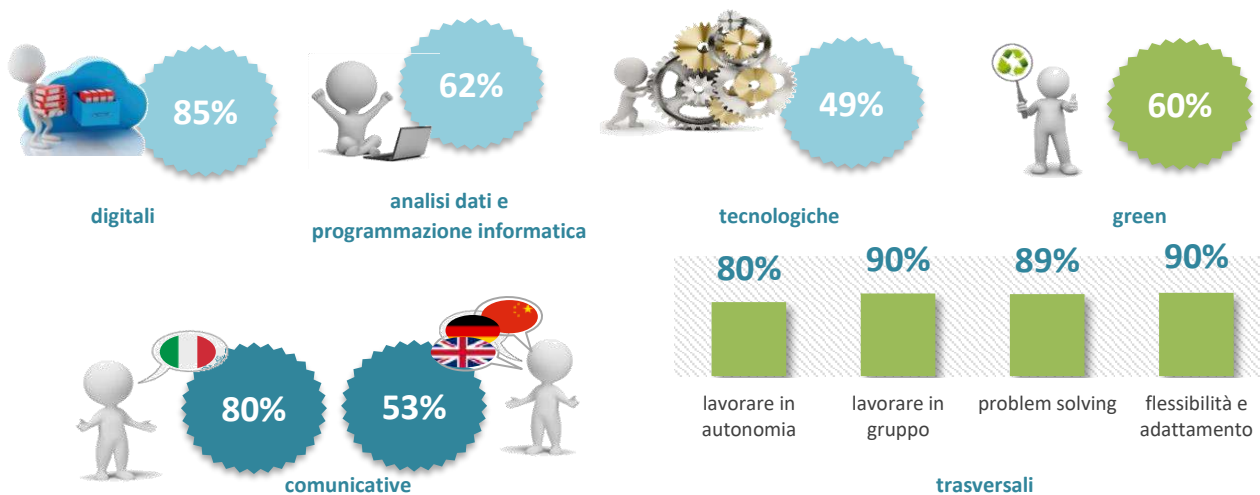 85%
62%
49%
60%
digitali
analisi dati e
programmazione informatica
tecnologiche
green
80%
90%
89%
90%
lavorare in
autonomia
lavorare in
gruppo
problem solving
flessibilità e
adattamento
80%
53%
comunicative
trasversali